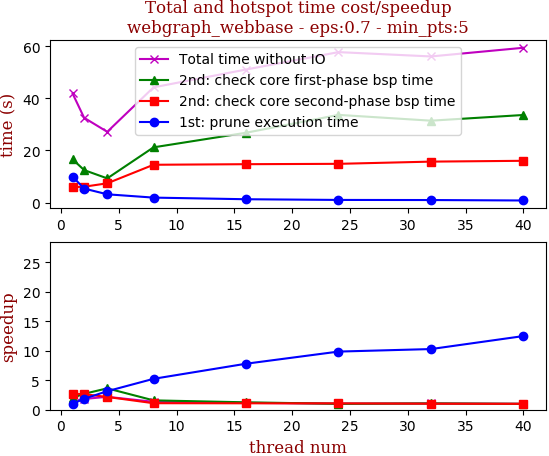 Total and hotspot time cost/speedup
webgraph_webbase - eps:0.7 - min_pts:5
time (s)
60
40
20
0
Total time without IO
2nd: check core first-phase bsp time
2nd: check core second-phase bsp time
1st: prune execution time
0 5 10 15 20 25 30 35 40
speedup
25
20
15
10
5
0
0 5 10 15 20 25 30 35 40
thread num